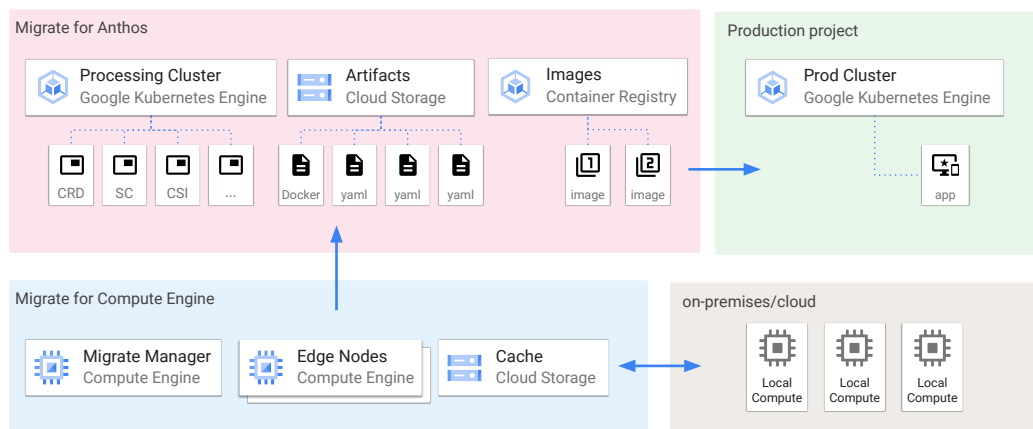 Migrate for Anthos
Processing Cluster
Google Kubernetes Engine
Artifacts
Cloud Storage
Images
Container Registry
CRD
SC
CSI
...
Docker
yaml
yaml
yaml
1
image
2
image
Production project
Prod Cluster
Google Kubernetes Engine
app
Migrate for Compute Engine
Migrate Manager
Compute Engine
Edge Nodes
Compute Engine
Cache
Cloud Storage
on-premises/cloud
Local
Compute
Local
Compute
Local
Compute